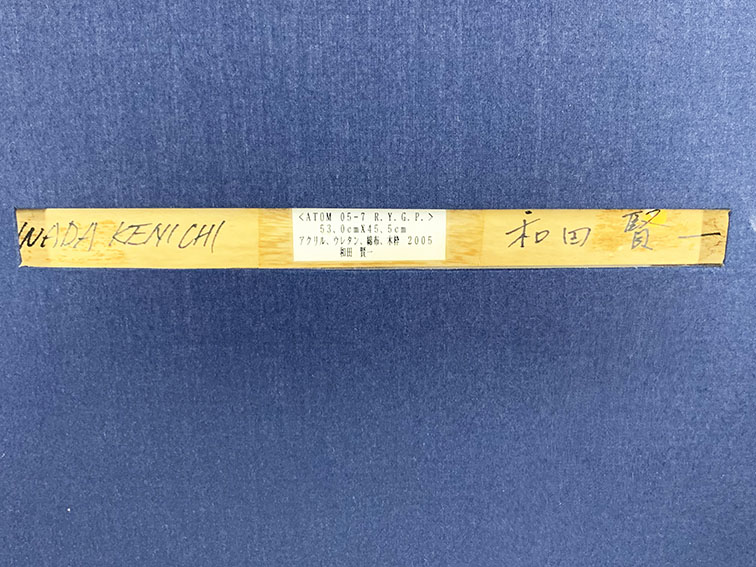 WADA KENICHI
<ATOM 05-7 R.Y.G.P.>
53.0cmX45.5cm
アクリル、ウレタン、綿布、木枠 2005
和田 賢一
和田 賢一